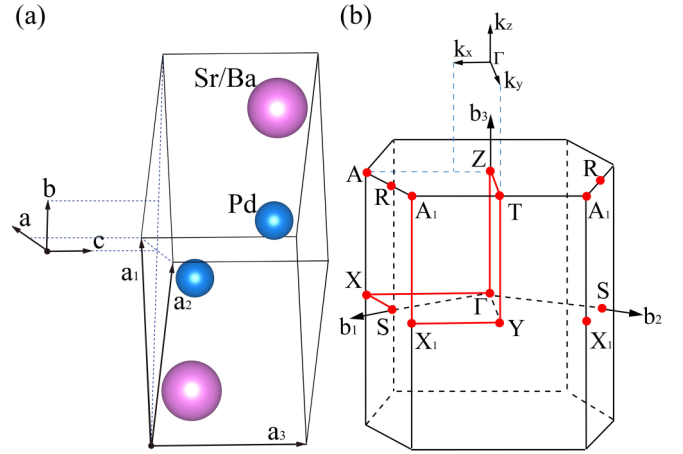 (a)
Sr/Ba
Pd
b
a
c
a₁
a₂
a₃
(b)
k_z
k_x
Γ
k_y
b₃
A
Z
R
R
A₁
T
A₁
X
Γ
S
S
b₁
b₂
X₁
Y
X₁